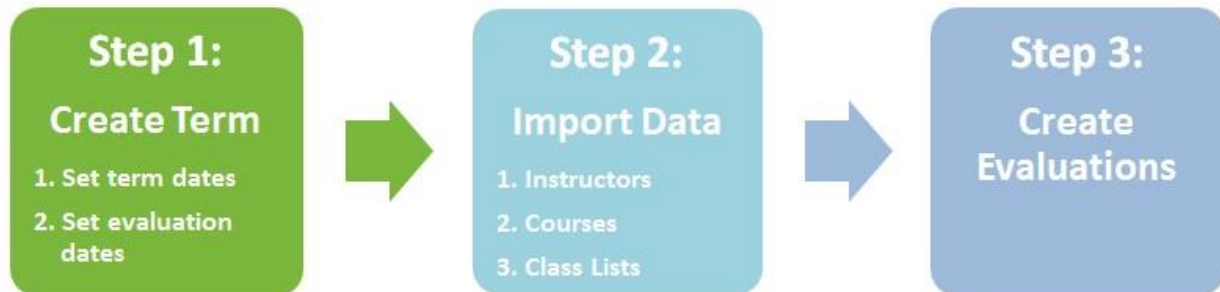 Step 1:
Create Term
1. Set term dates
2. Set evaluation
dates
Step 2:
Import Data
1. Instructors
2. Courses
3. Class Lists
Step 3:
Create
Evaluations